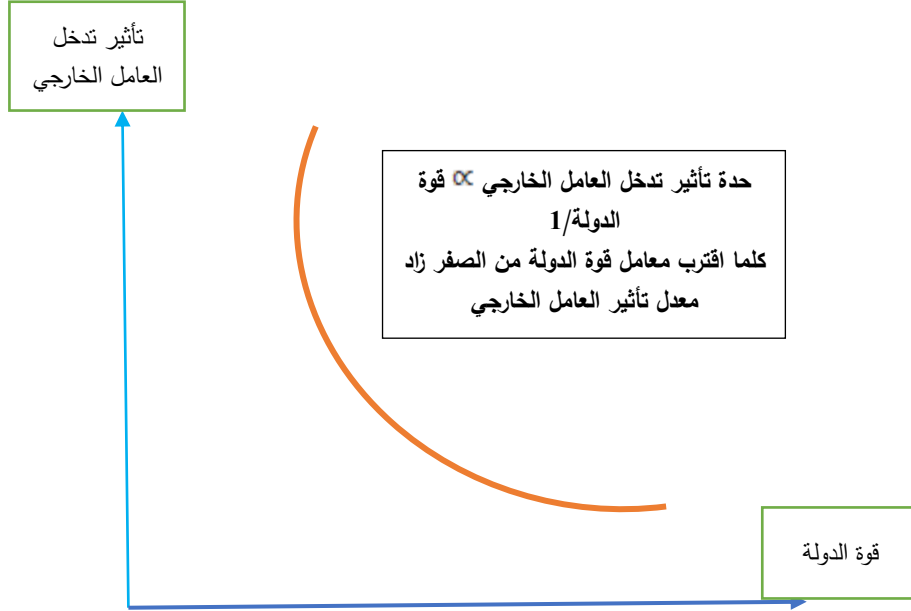 تأثير تدخل
العامل الخارجي
حدة تأثير تدخل العامل الخارجي ∝ قوة
الدولة/1
كلما اقترب معامل قوة الدولة من الصفر زاد
معدل تأثير العامل الخارجي
قوة الدولة